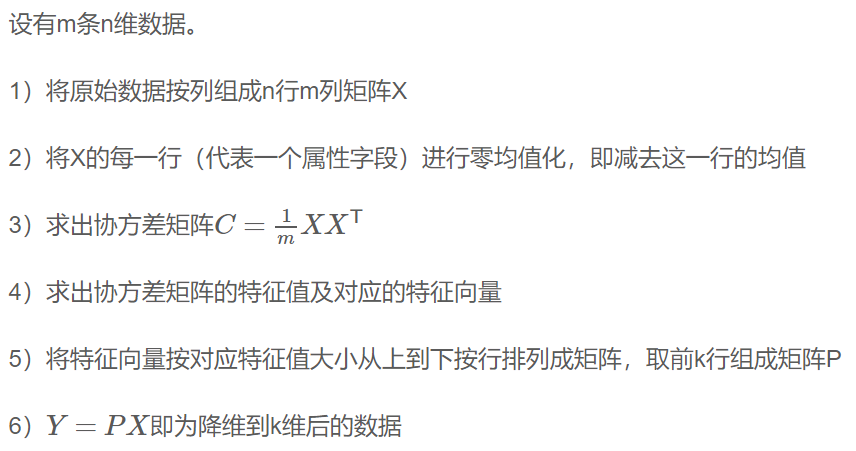 设有m条n维数据。
1）将原始数据按列组成n行m列矩阵X
2）将X的每一行（代表一个属性字段）进行零均值化，即减去这一行的均值
3）求出协方差矩阵$C = \frac{1}{m}XX^{\mathsf{T}}$
4）求出协方差矩阵的特征值及对应的特征向量
5）将特征向量按对应特征值大小从上到下按行排列成矩阵，取前k行组成矩阵P
6）$Y = PX$即为降维到k维后的数据